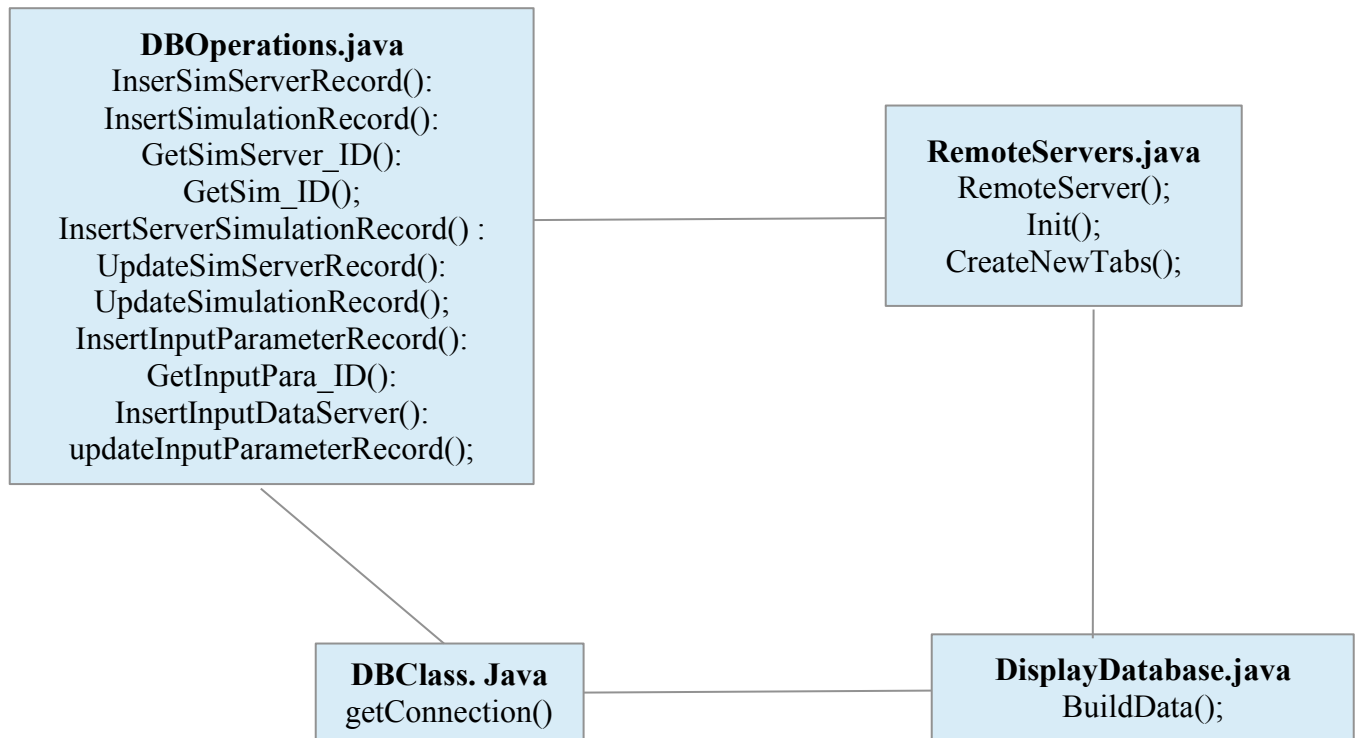 DBOperations.java
InserSimServerRecord():
InsertSimulationRecord():
GetSimServer_ID():
GetSim_ID();
InsertServerSimulationRecord() :
UpdateSimServerRecord():
UpdateSimulationRecord();
InsertInputParameterRecord():
GetInputPara_ID():
InsertInputDataServer():
updateInputParameterRecord();
RemoteServers.java
RemoteServer();
Init();
CreateNewTabs();
DBClass. Java
getConnection()
DisplayDatabase.java
BuildData();